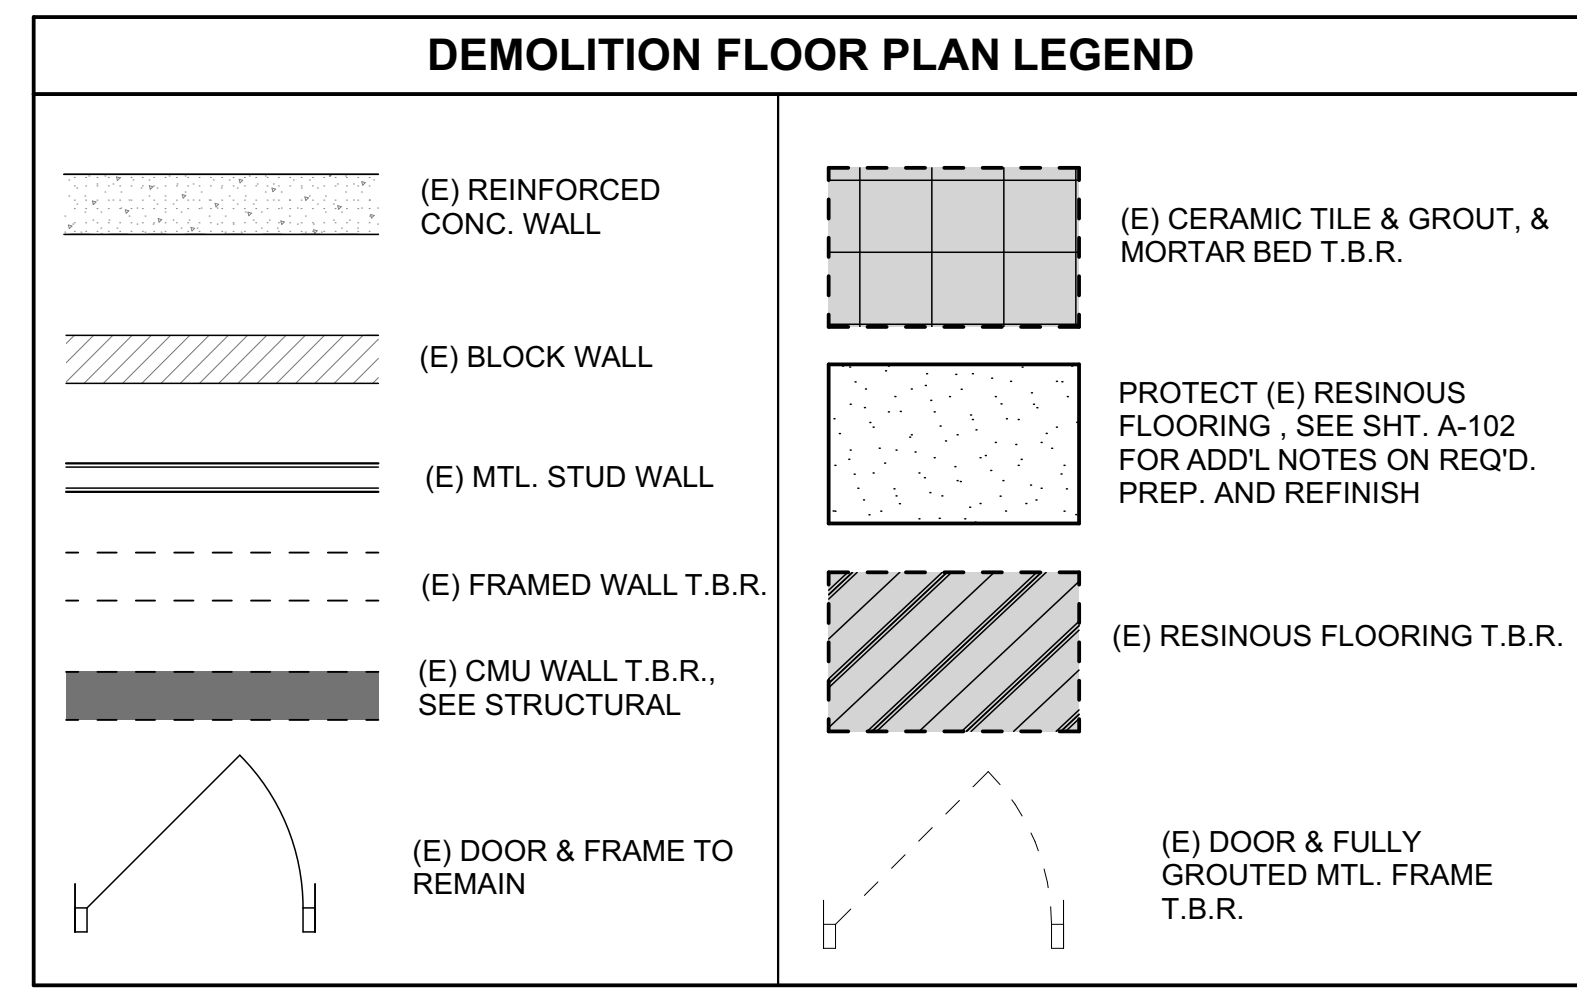 DEMOLITION FLOOR PLAN LEGEND
(E) REINFORCED
CONC. WALL
(E) BLOCK WALL
(E) MTL. STUD WALL
(E) FRAMED WALL T.B.R.
(E) CMU WALL T.B.R.,
SEE STRUCTURAL
(E) DOOR & FRAME TO
REMAIN
(E) CERAMIC TILE & GROUT, &
MORTAR BED T.B.R.
PROTECT (E) RESINOUS
FLOORING , SEE SHT. A-102
FOR ADD'L NOTES ON REQ'D.
PREP. AND REFINISH
(E) RESINOUS FLOORING T.B.R.
(E) DOOR & FULLY
GROUTED MTL. FRAME
T.B.R.